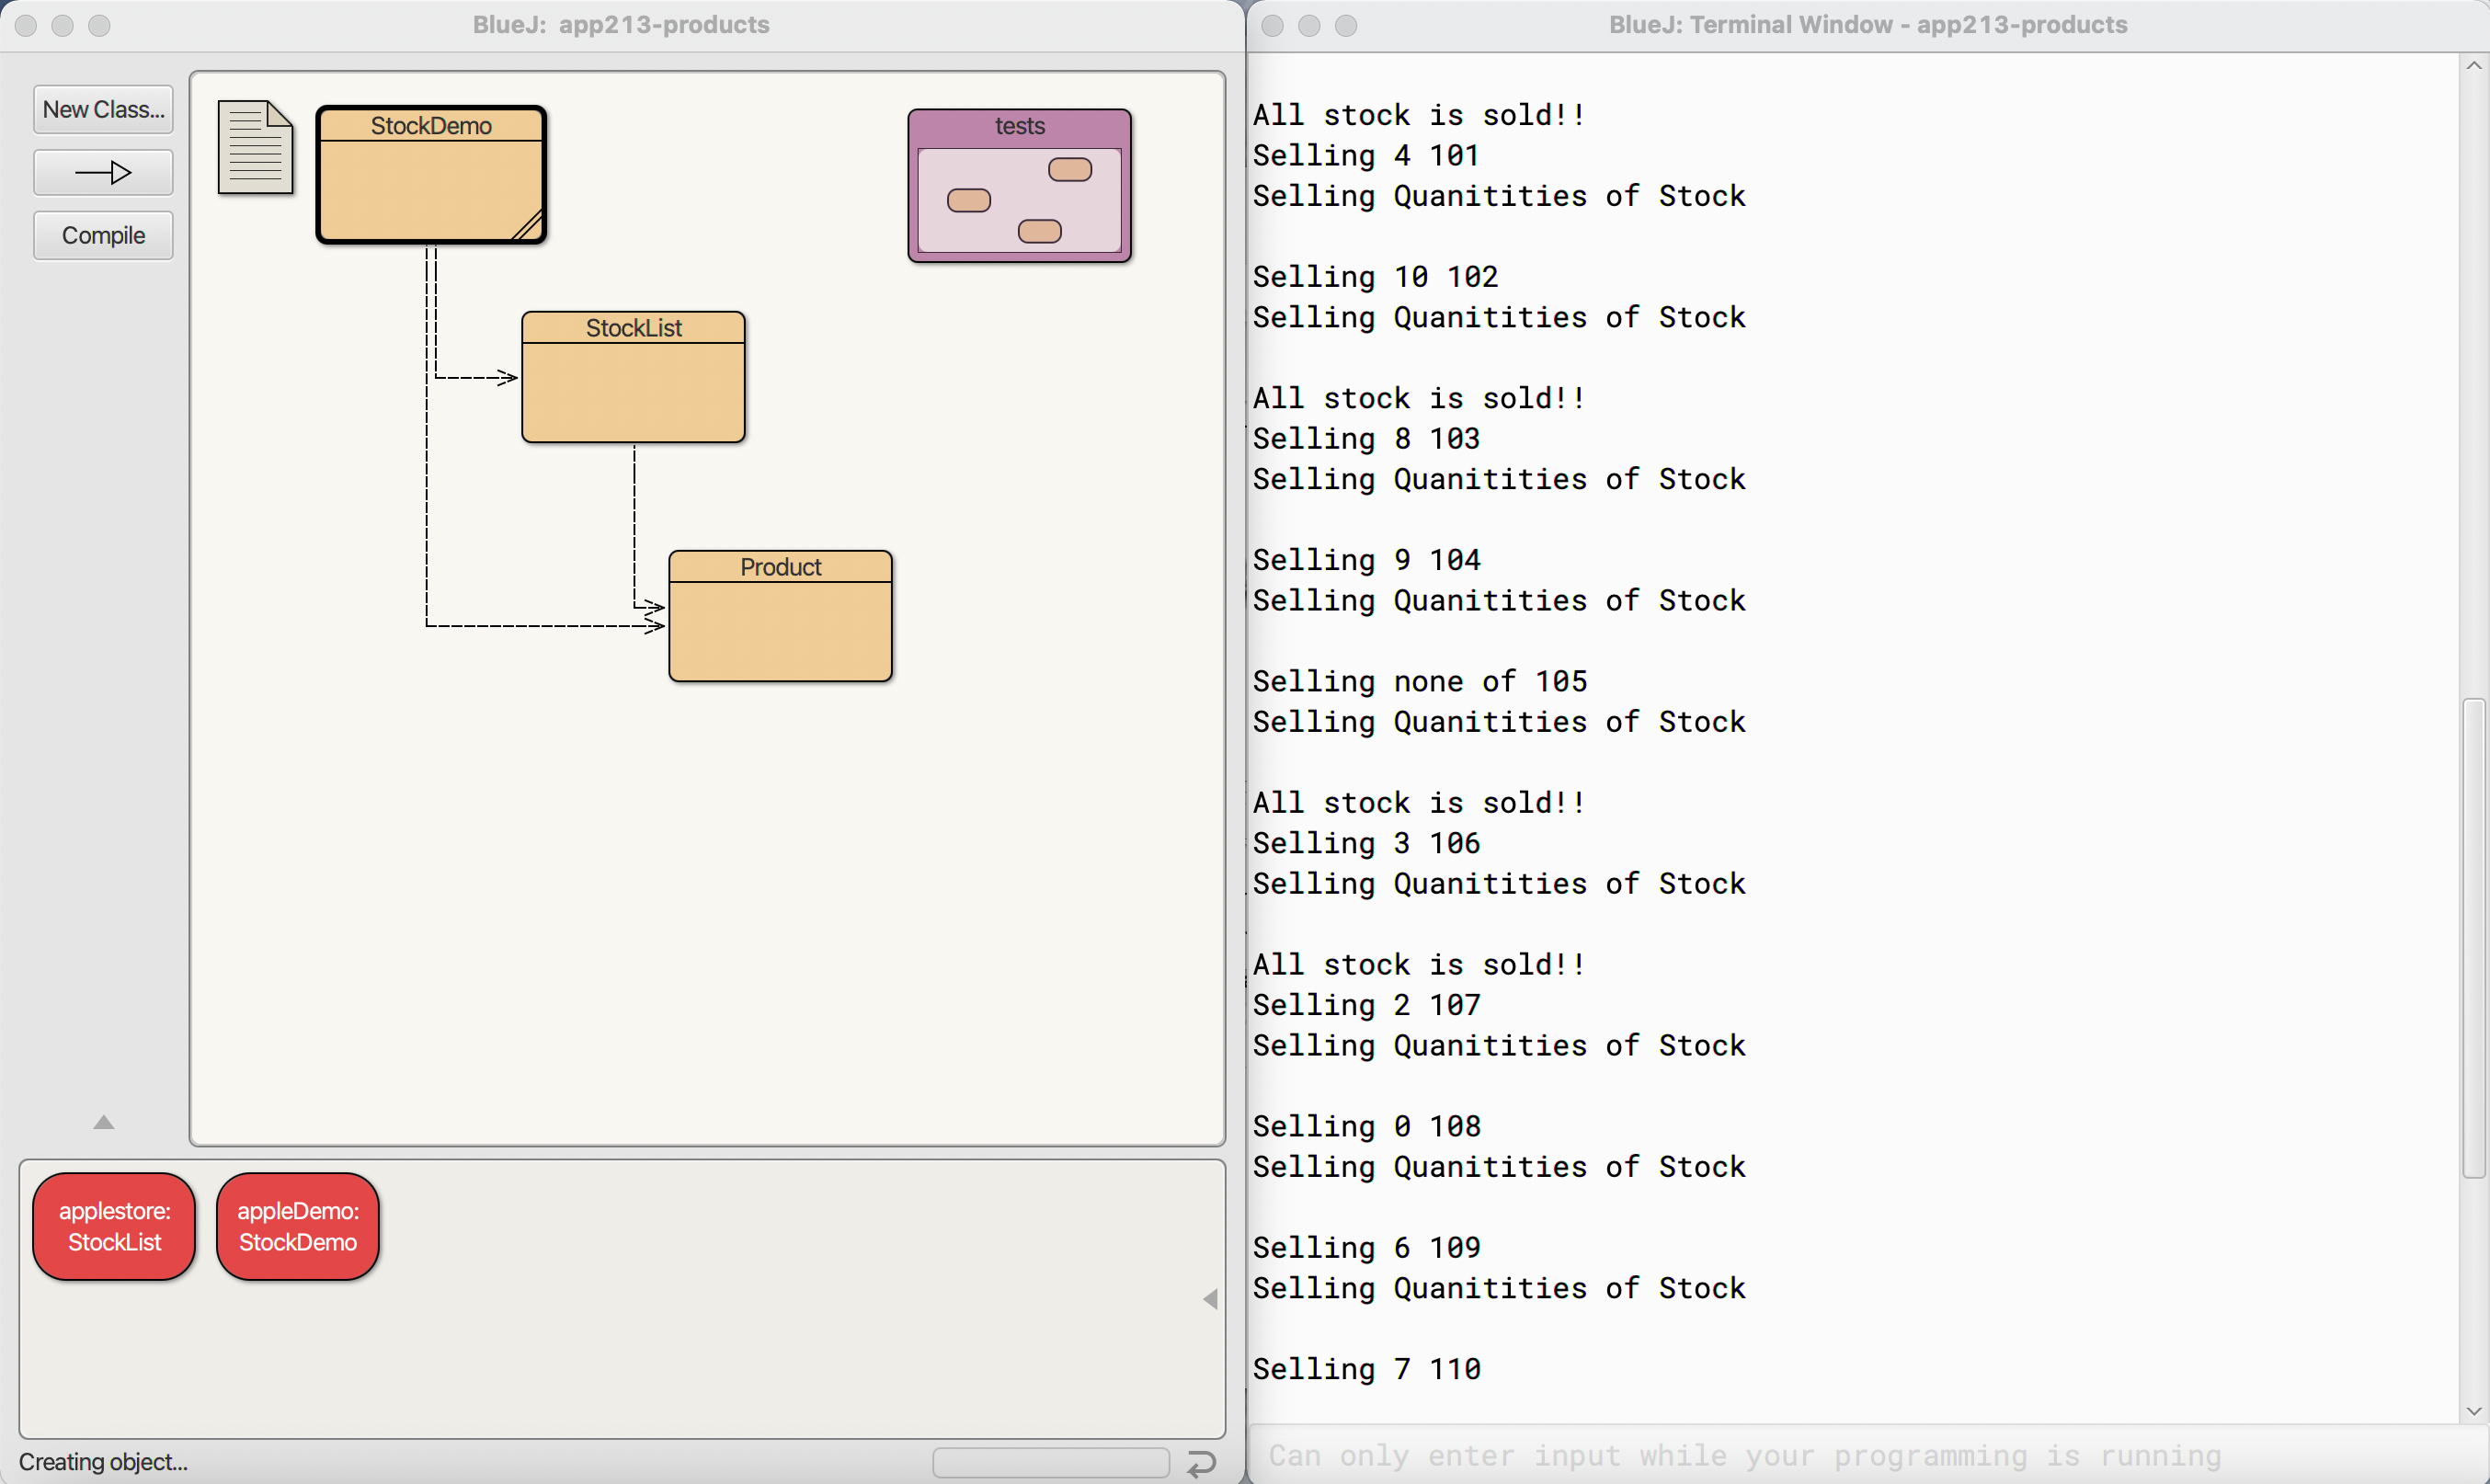 BlueJ: app213-products
New Class...
Compile
StockDemo
tests
StockList
Product
applestore:
StockList
appleDemo:
StockDemo
Creating object...
BlueJ: Terminal Window - app213-products
All stock is sold!!
Selling 4 101
Selling Quanitities of Stock
Selling 10 102
Selling Quanitities of Stock
All stock is sold!!
Selling 8 103
Selling Quanitities of Stock
Selling 9 104
Selling Quanitities of Stock
Selling none of 105
Selling Quanitities of Stock
All stock is sold!!
Selling 3 106
Selling Quanitities of Stock
All stock is sold!!
Selling 2 107
Selling Quanitities of Stock
Selling 0 108
Selling Quanitities of Stock
Selling 6 109
Selling Quanitities of Stock
Selling 7 110
Can only enter input while your programming is running